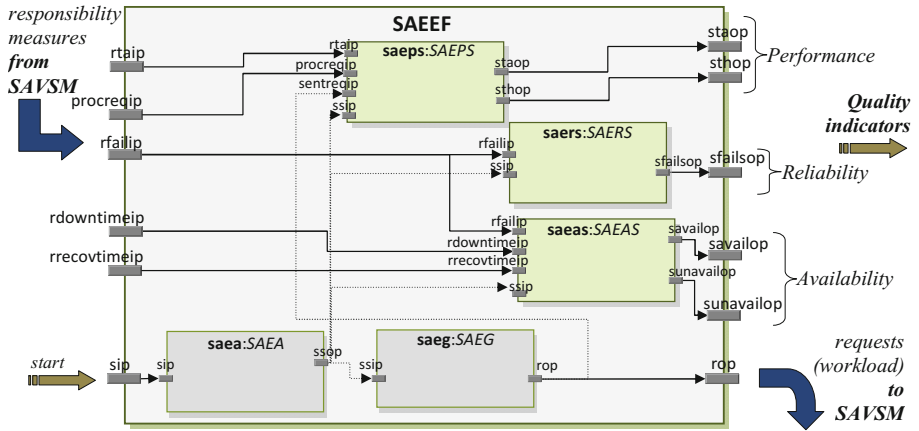 responsibility
measures
from
SAVSM
SAEEF
rtaip
procreqip
rfailip
rdowntimeip
rrecovtimeip
start
sip
saeps:SAEPS
rtaip
procreqip
sentreqip
ssip
staop
sthop
saers:SAERS
rfailip
ssip
sfailsop
saeas:SAEAS
rfailip
rdowntimeip
rrecovtimeip
ssip
savailop
sunavailop
saea:SAEA
sip
ssop
saeg:SAEG
ssip
rop
staop
sthop
Performance
Quality
indicators
sfailsop
Reliability
savailop
sunavailop
Availability
rop
requests
(workload)
to
SAVSM